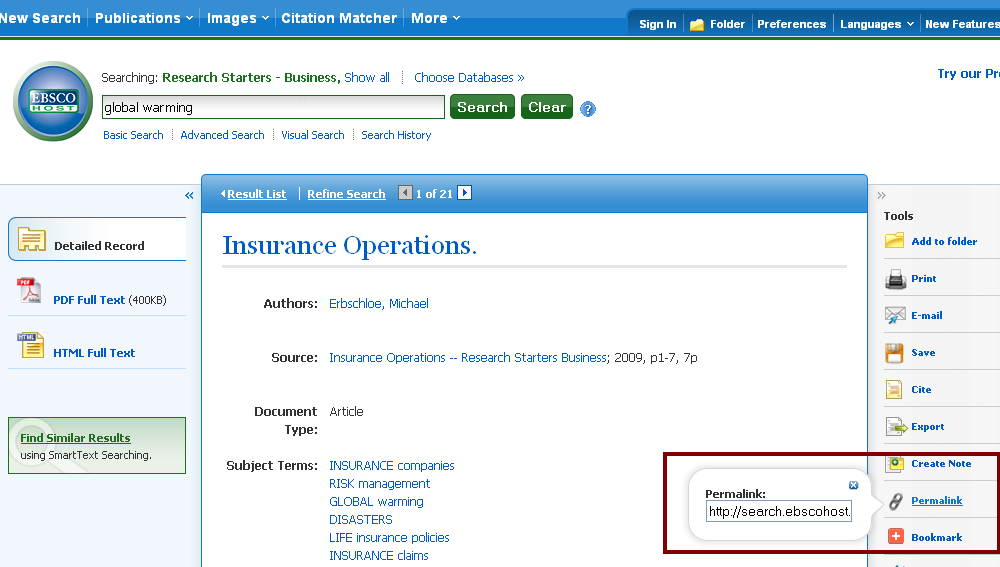 New Search Publications Images Citation Matcher More
Sign In Folder Preferences Languages New Features
Searching: Research Starters - Business, Show all Choose Databases »
Try our Pr
EBSCO
HOST
global warming Search Clear ?
Basic Search Advanced Search Visual Search Search History
« Result List Refine Search 1 of 21 »
Tools
Detailed Record
PDF Full Text (400KB)
HTML Full Text
Find Similar Results
using SmartText Searching.
Insurance Operations.
Authors: Erbschloe, Michael
Source: Insurance Operations -- Research Starters Business; 2009, p1-7, 7p
Document Article
Type:
Subject Terms: INSURANCE companies
RISK management
GLOBAL warming
DISASTERS
LIFE insurance policies
INSURANCE claims
Add to folder
Print
E-mail
Save
Cite
Export
Create Note
Permalink
Bookmark
Permalink:
http://search.ebscohost.